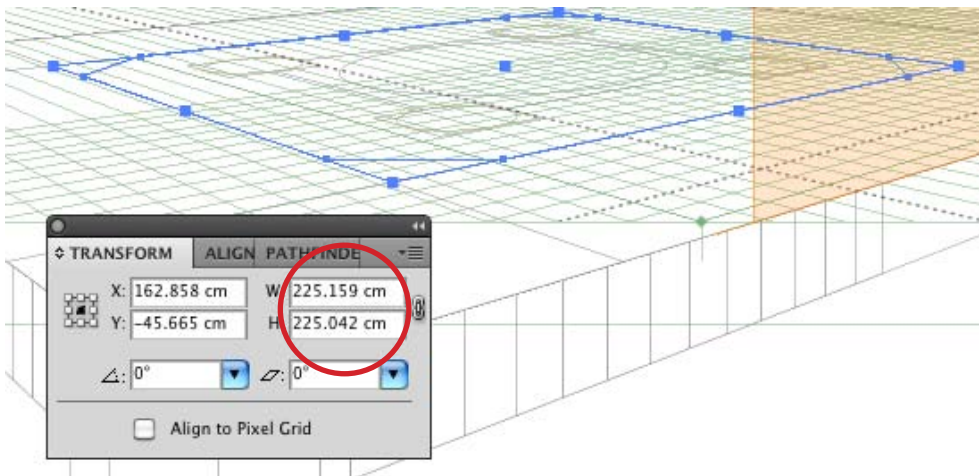 TRANSFORM ALIGN PATHFINDE
X: 162.858 cm W 225.159 cm
Y: -45.665 cm H 225.042 cm
0° 0°
Align to Pixel Grid